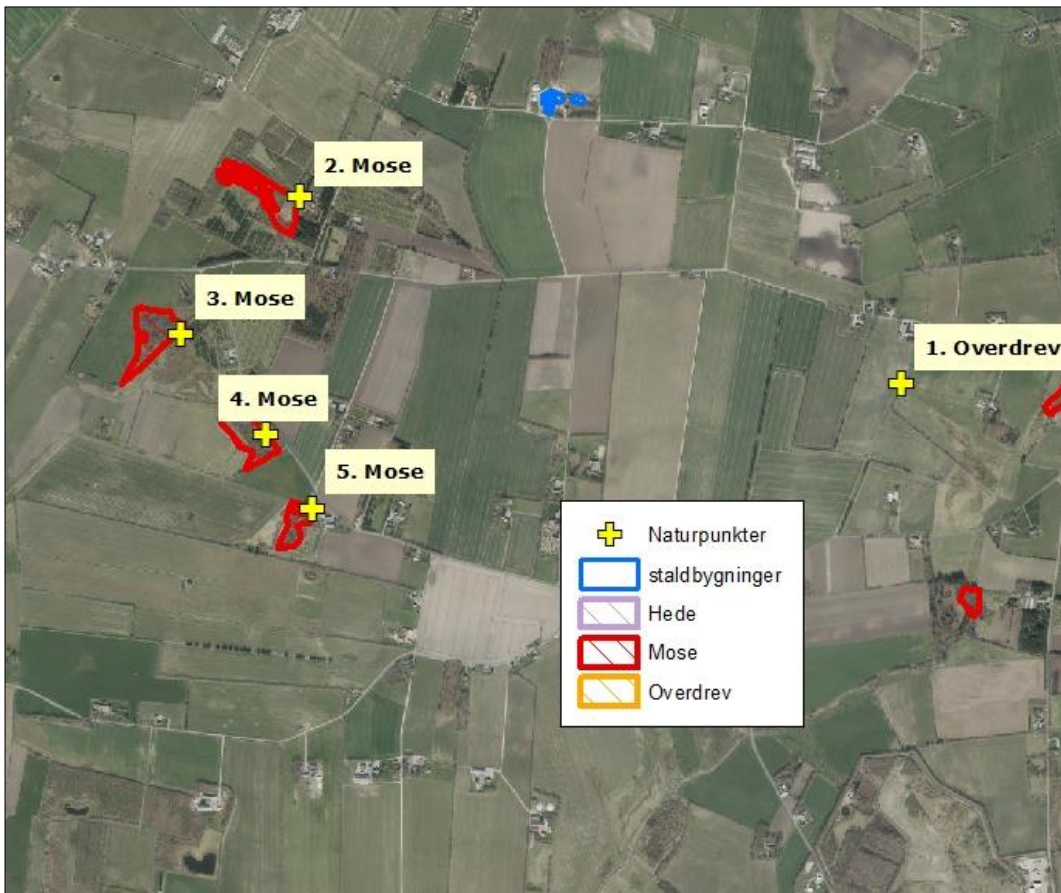 2. Mose
3. Mose
1. Overdrev
4. Mose
5. Mose
Naturpunkter
staldbygninger
Hede
Mose
Overdrev